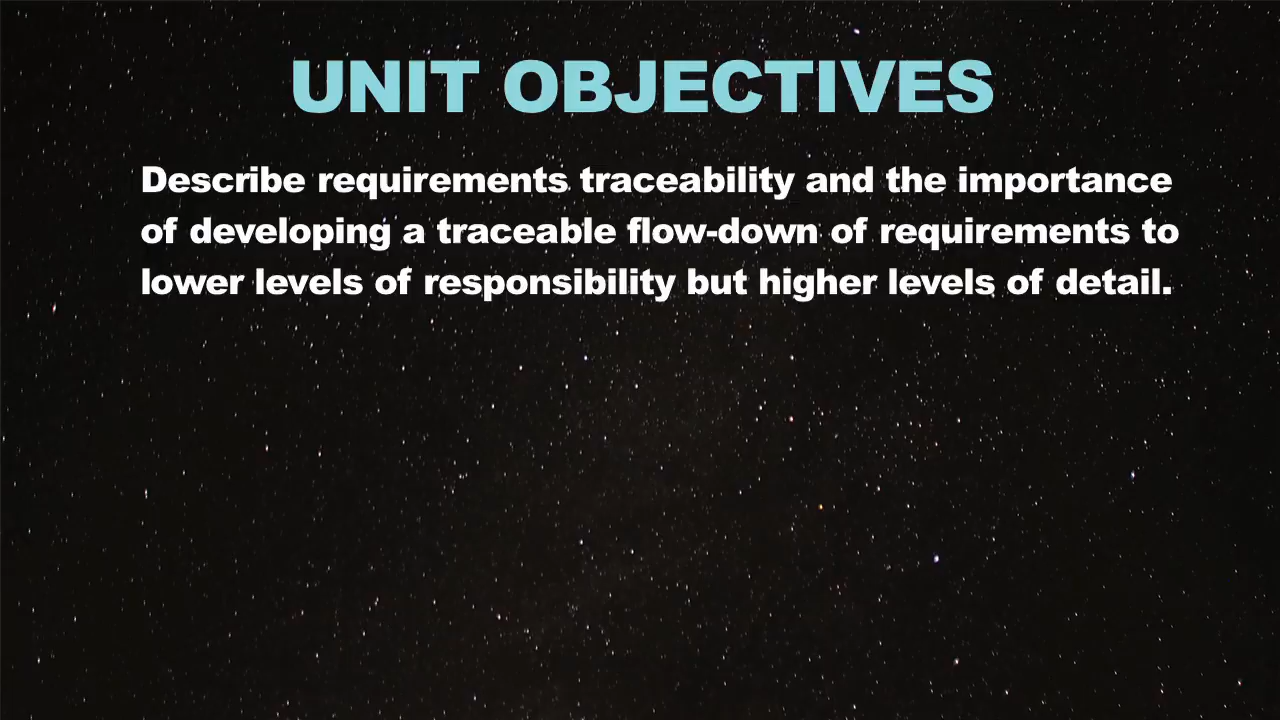 UNIT OBJECTIVES
Describe requirements traceability and the importance
of developing a traceable flow-down of requirements to
lower levels of responsibility but higher levels of detail.